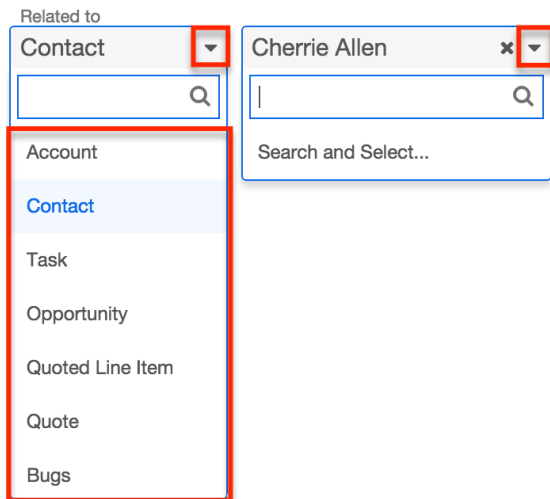 Related to
Contact
Cherrie Allen
Account
Search and Select...
Contact
Task
Opportunity
Quoted Line Item
Quote
Bugs